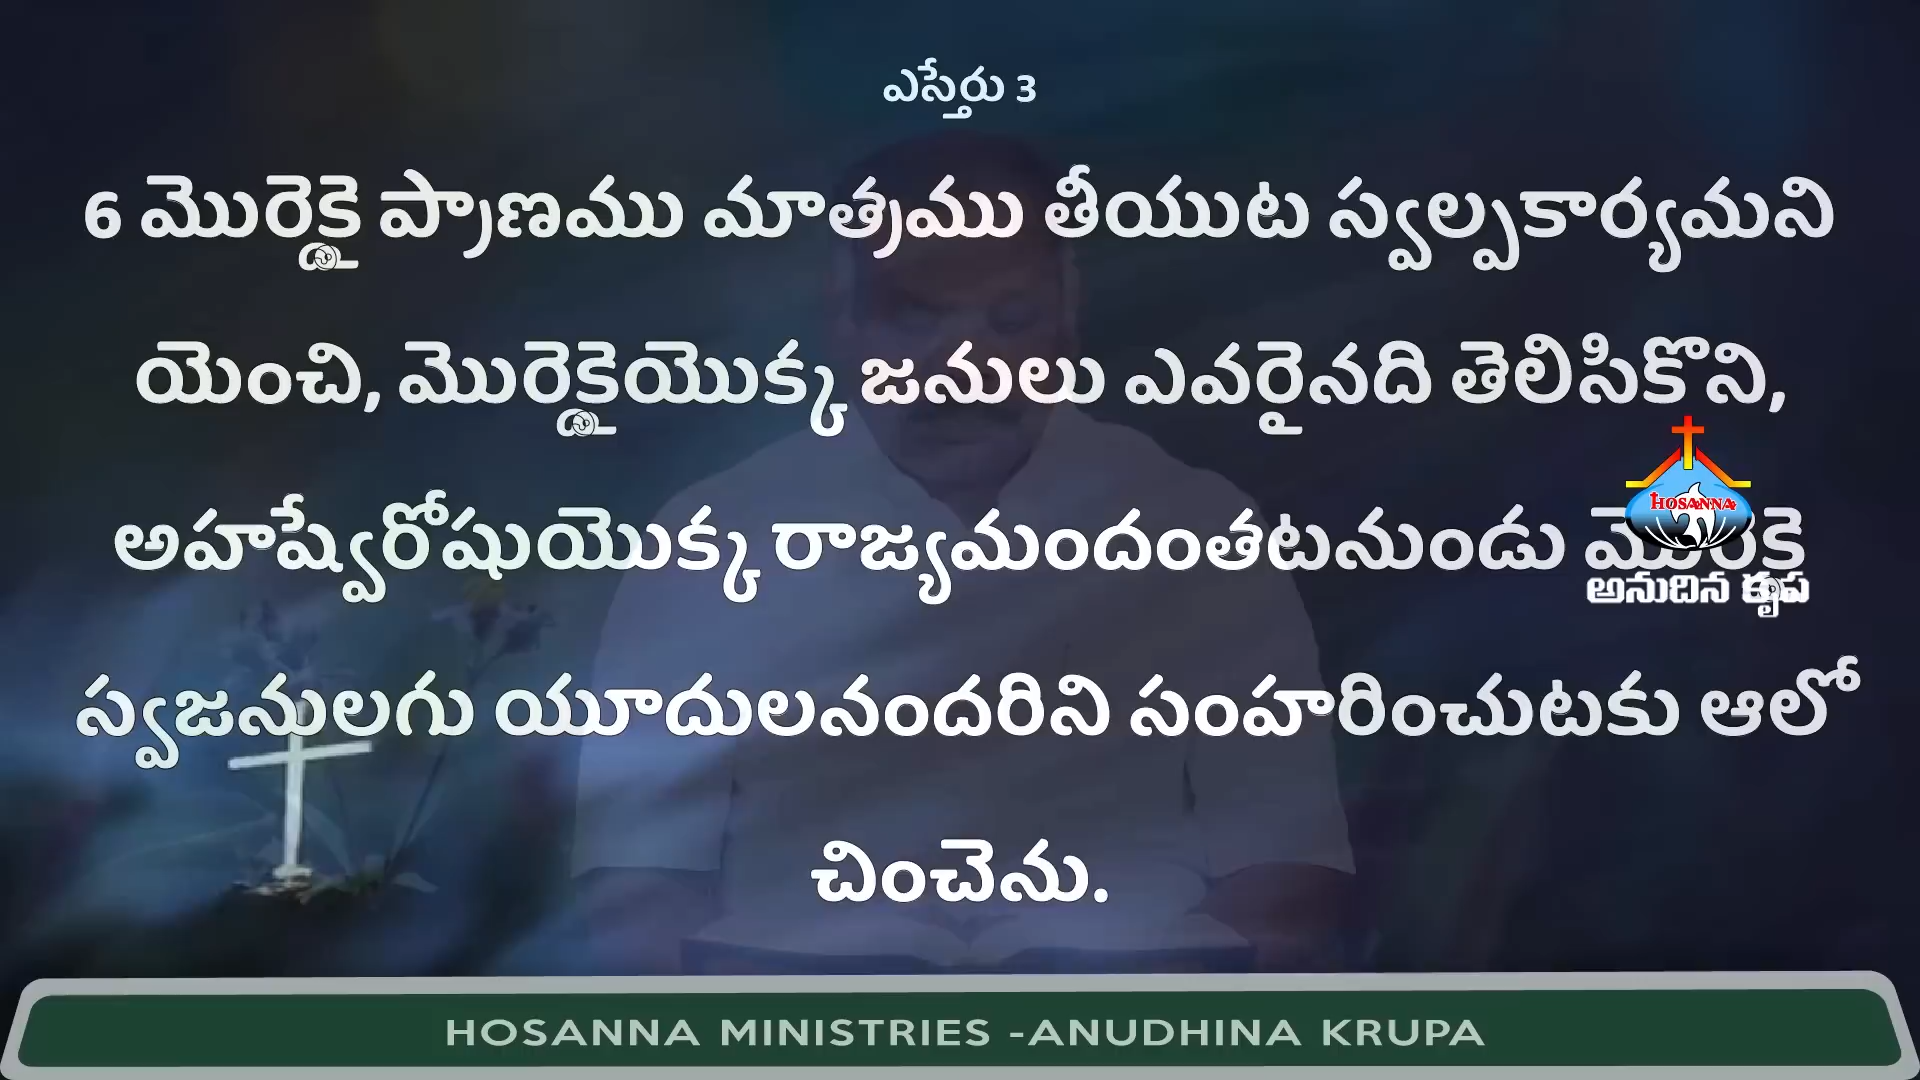 ఎస్తేరు 3
6 మొర్దెకై ప్రాణము మాత్రము తీయుట స్వల్పకార్యమని
యెంచి, మొర్దెకైయొక్క జనులు ఎవరైనది తెలిసికొని,
అహష్వేరోషుయొక్క రాజ్యమందంతటనుండు
HOSANNA
అనుదిన కృప
స్వజనులగు యూదులనందరిని సంహరించుటకు ఆలో
చించెను.
HOSANNA MINISTRIES -ANUDHINA KRUPA